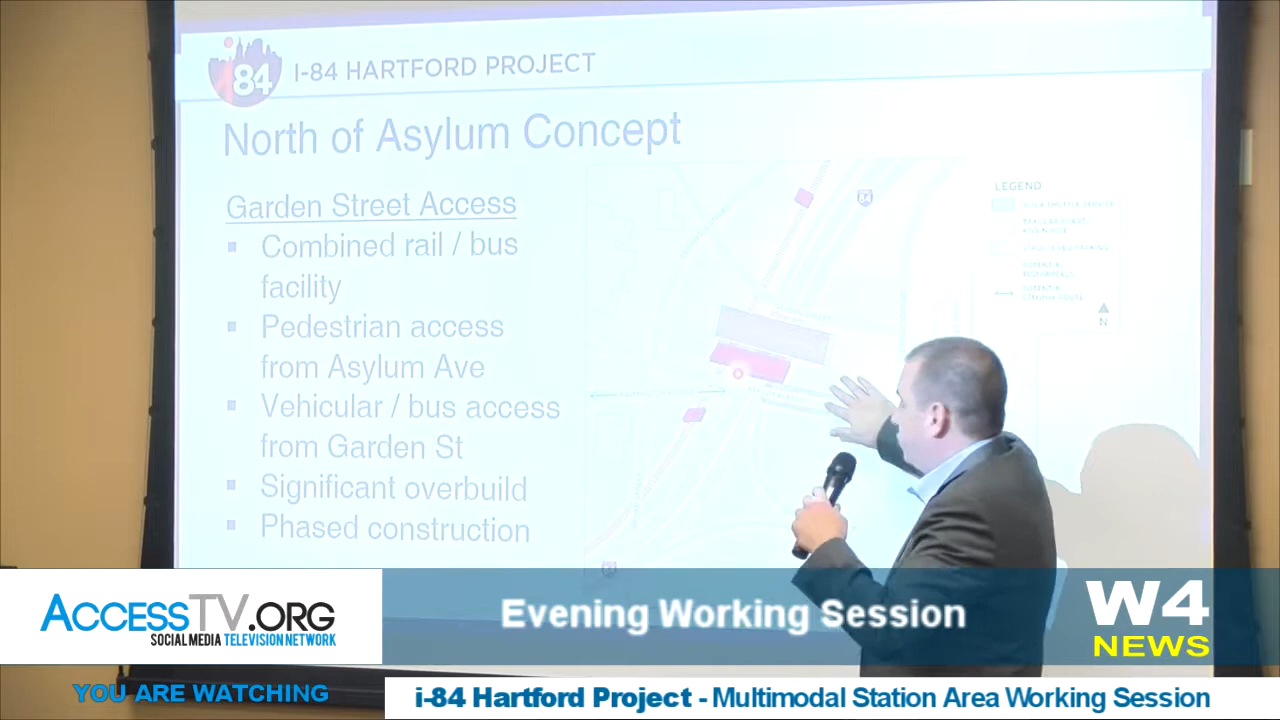 i 84 I-84 HARTFORD PROJECT
North of Asylum Concept
Garden Street Access
▪ Combined rail / bus
facility
▪ Pedestrian access
from Asylum Ave
▪ Vehicular / bus access
from Garden St
▪ Significant overbuild
▪ Phased construction
84
LEGEND
N
ACCESSTV.ORG
SOCIAL MEDIA TELEVISION NETWORK
Evening Working Session
W4
NEWS
YOU ARE WATCHING
i-84 Hartford Project - Multimodal Station Area Working Session